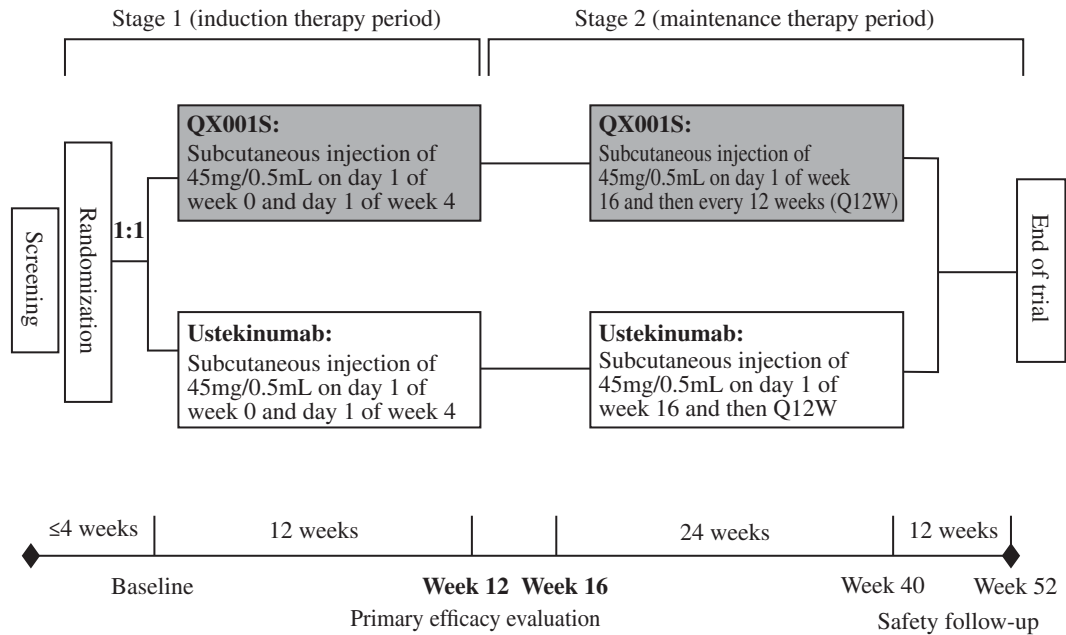 Stage 1 (induction therapy period)
Stage 2 (maintenance therapy period)
Screening
Randomization
1:1
QX001S:
Subcutaneous injection of
45mg/0.5mL on day 1 of
week 0 and day 1 of week 4
QX001S:
Subcutaneous injection of
45mg/0.5mL on day 1 of week
16 and then every 12 weeks (Q12W)
Ustekinumab:
Subcutaneous injection of
45mg/0.5mL on day 1 of
week 0 and day 1 of week 4
Ustekinumab:
Subcutaneous injection of
45mg/0.5mL on day 1 of
week 16 and then Q12W
End of trial
≤4 weeks
12 weeks
24 weeks
12 weeks
Baseline
Week 12
Week 16
Week 40
Week 52
Primary efficacy evaluation
Safety follow-up